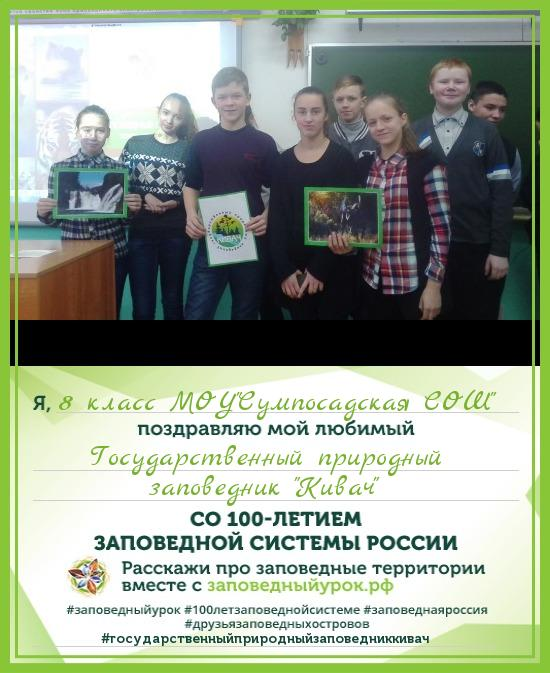 КИВАЧ
Я, 8 класс МОУ"Сумпосадская СОШ"
поздравляю мой любимый
Государственный природный
заповедник "Кивач"
СО 100-ЛЕТИЕМ
ЗАПОВЕДНОЙ СИСТЕМЫ РОССИИ
Расскажи про заповедные территории
вместе с заповедныйурок.рф
#заповедныйурок #100летзаповеднойсистеме #заповеднаяроссия
#друзьязаповедныхостровов
#государственныйприродныйзаповедниккивач